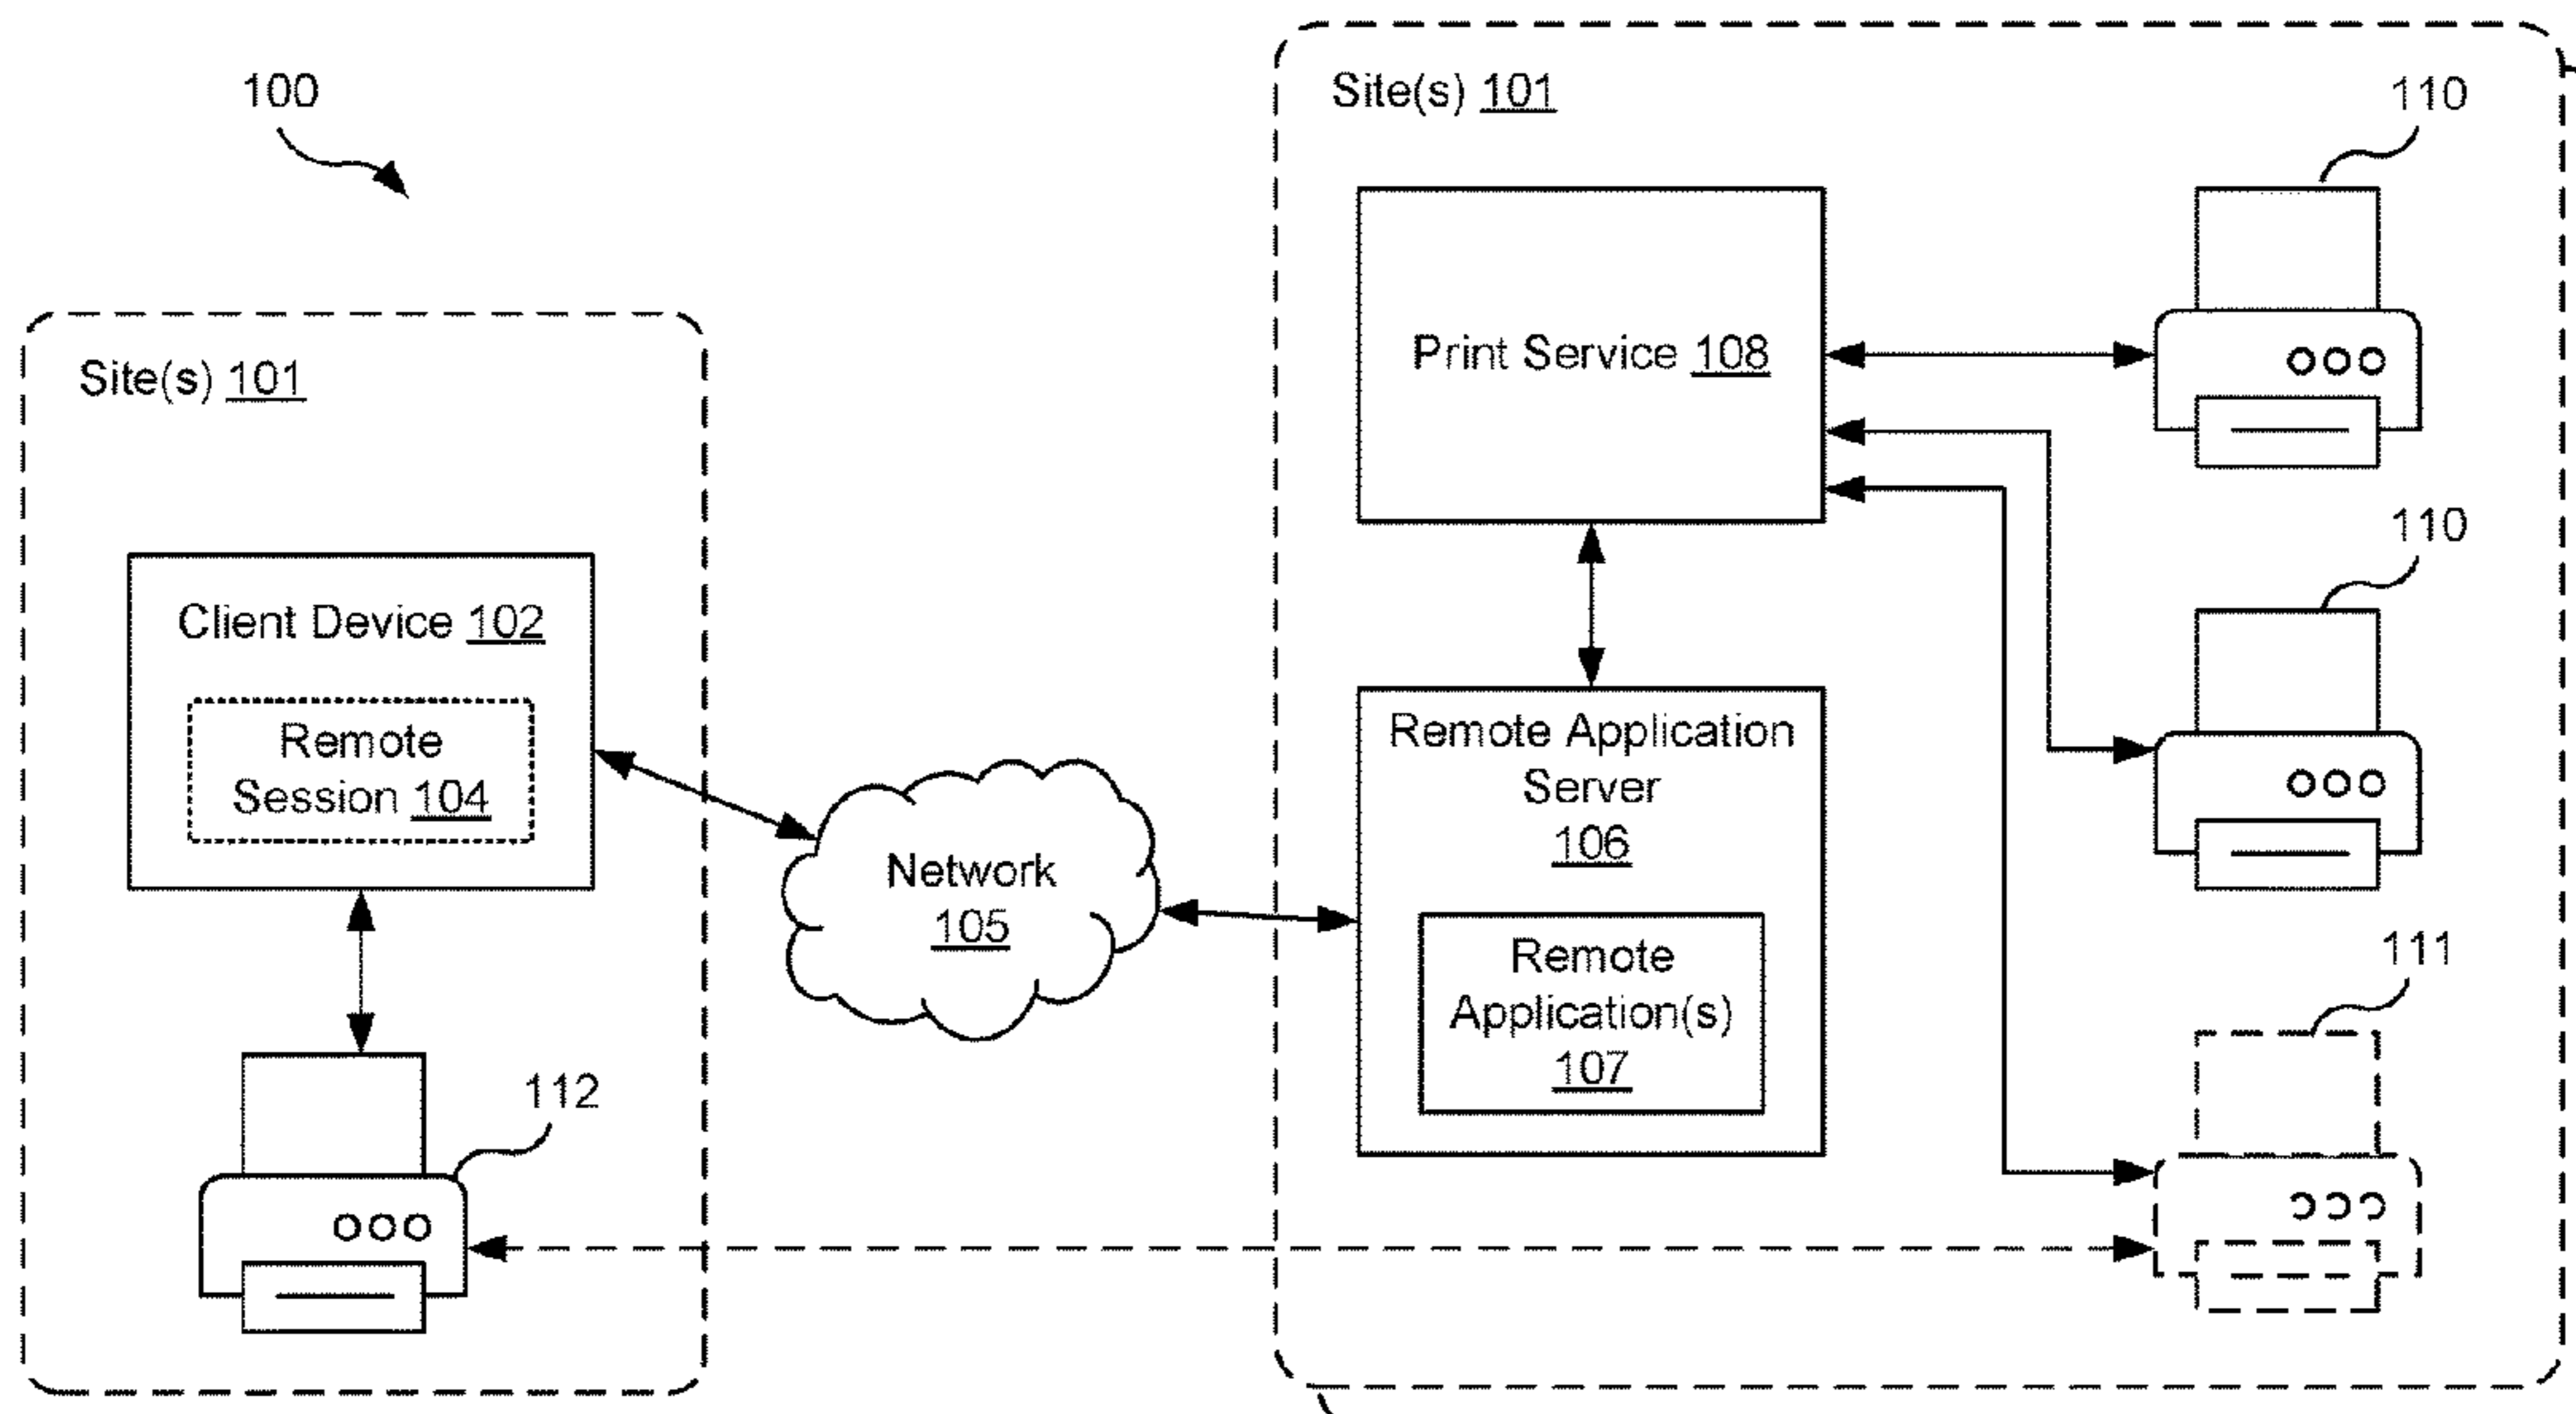 100
Site(s) 101
Client Device 102
Remote
Session 104
112
Network
105
Site(s) 101
Print Service 108
Remote Application
Server
106
Remote
Application(s)
107
110
110
111